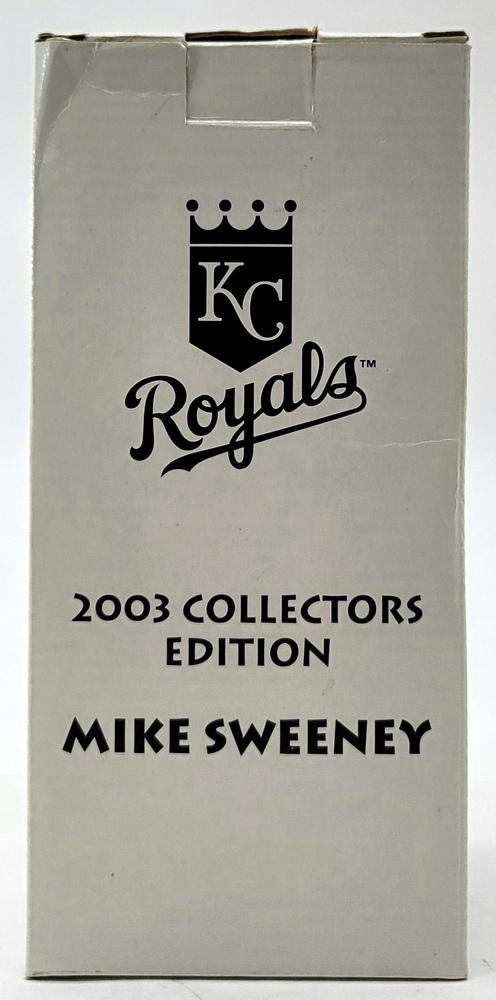 KC
Royals™
2003 COLLECTORS
EDITION
MIKE SWEENEY